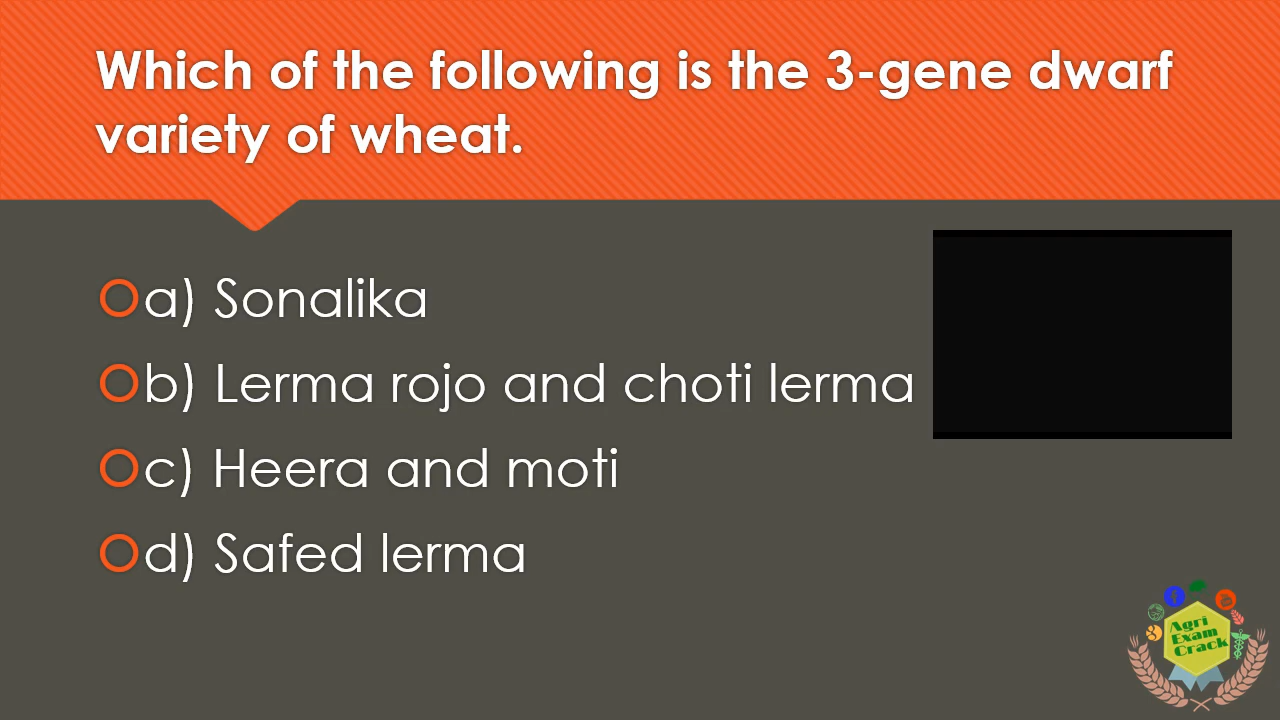 Which of the following is the 3-gene dwarf
variety of wheat.
a) Sonalika
b) Lerma rojo and choti lerma
c) Heera and moti
d) Safed lerma
Agri
Exam
Crack